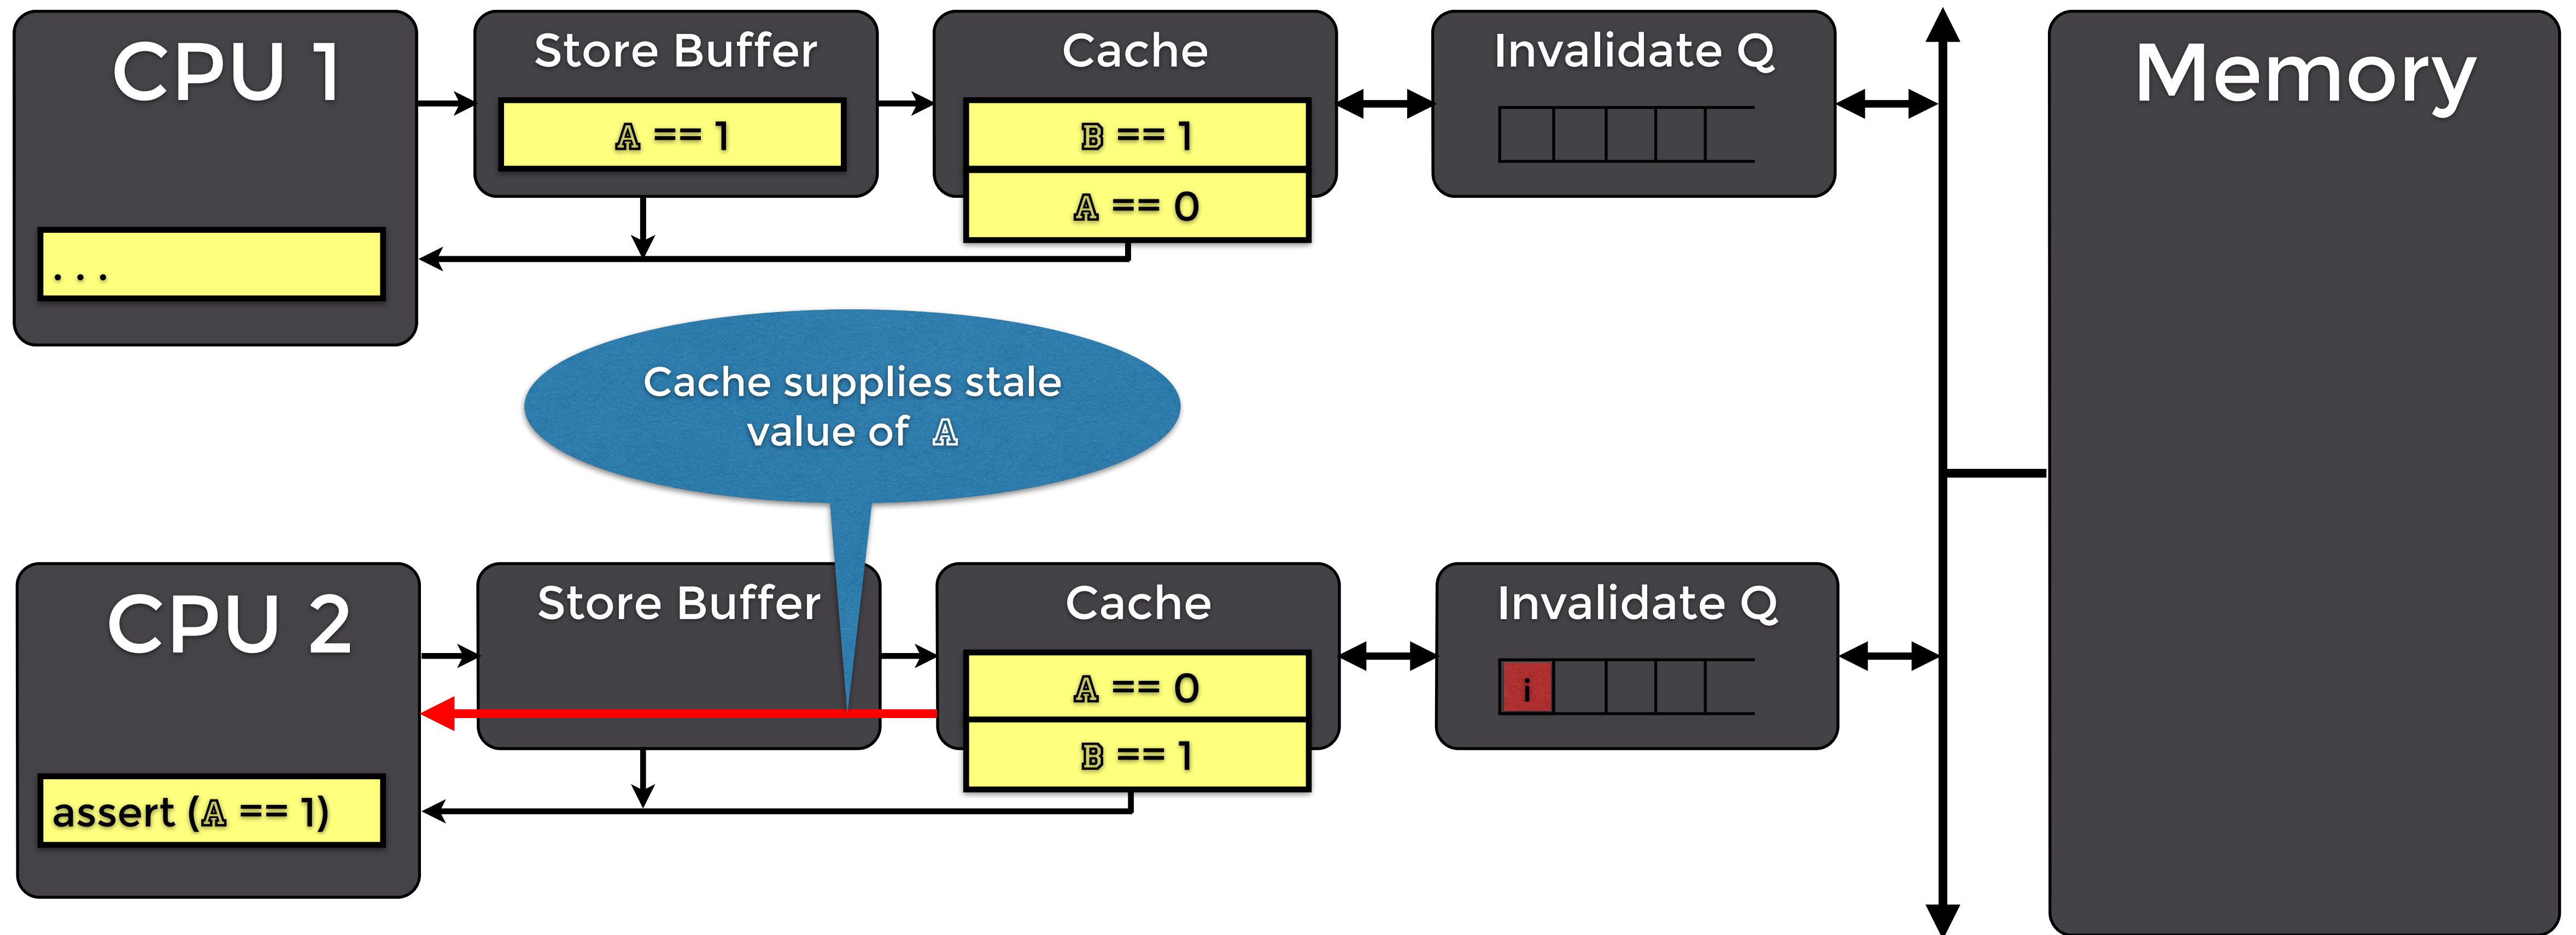 CPU 1
Store Buffer
A == 1
Cache
B == 1
A == 0
Invalidate Q
Memory
. . .
Cache supplies stale
value of A
CPU 2
Store Buffer
Cache
A == 0
B == 1
Invalidate Q
i
assert (A == 1)